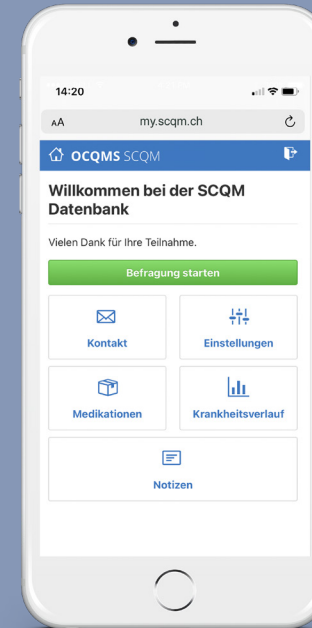 14:20
AA my.scqm.ch
OCQMS SCQM
Willkommen bei der SCQM
Datenbank
Vielen Dank für Ihre Teilnahme.
Befragung starten
Kontakt Einstellungen
Medikationen Krankheitsverlauf
Notizen